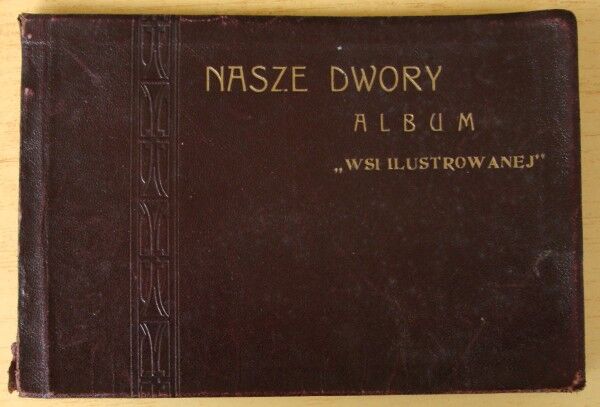 NASZE DWORY
ALBUM
„WSI ILUSTROWANEJ”